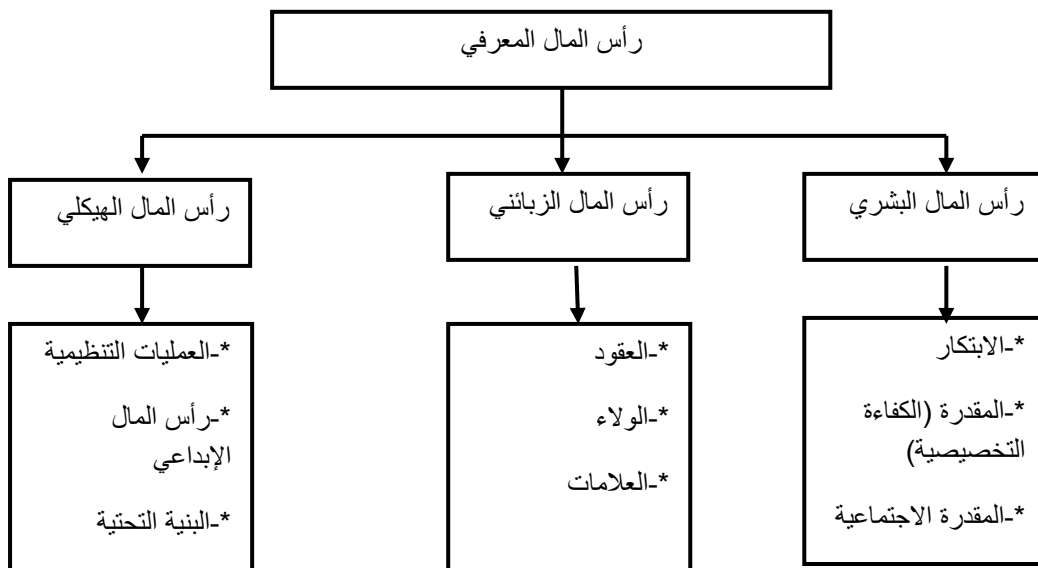 رأس المال المعرفي
رأس المال البشري
رأس المال الزبائني
رأس المال الهيكلي
*-الابتكار
*-المقدرة (الكفاءة
التخصيصية)
*-المقدرة الاجتماعية
*-العقود
*-الولاء
*-العلامات
*-العمليات التنظيمية
*-رأس المال
الإبداعي
*-البنية التحتية